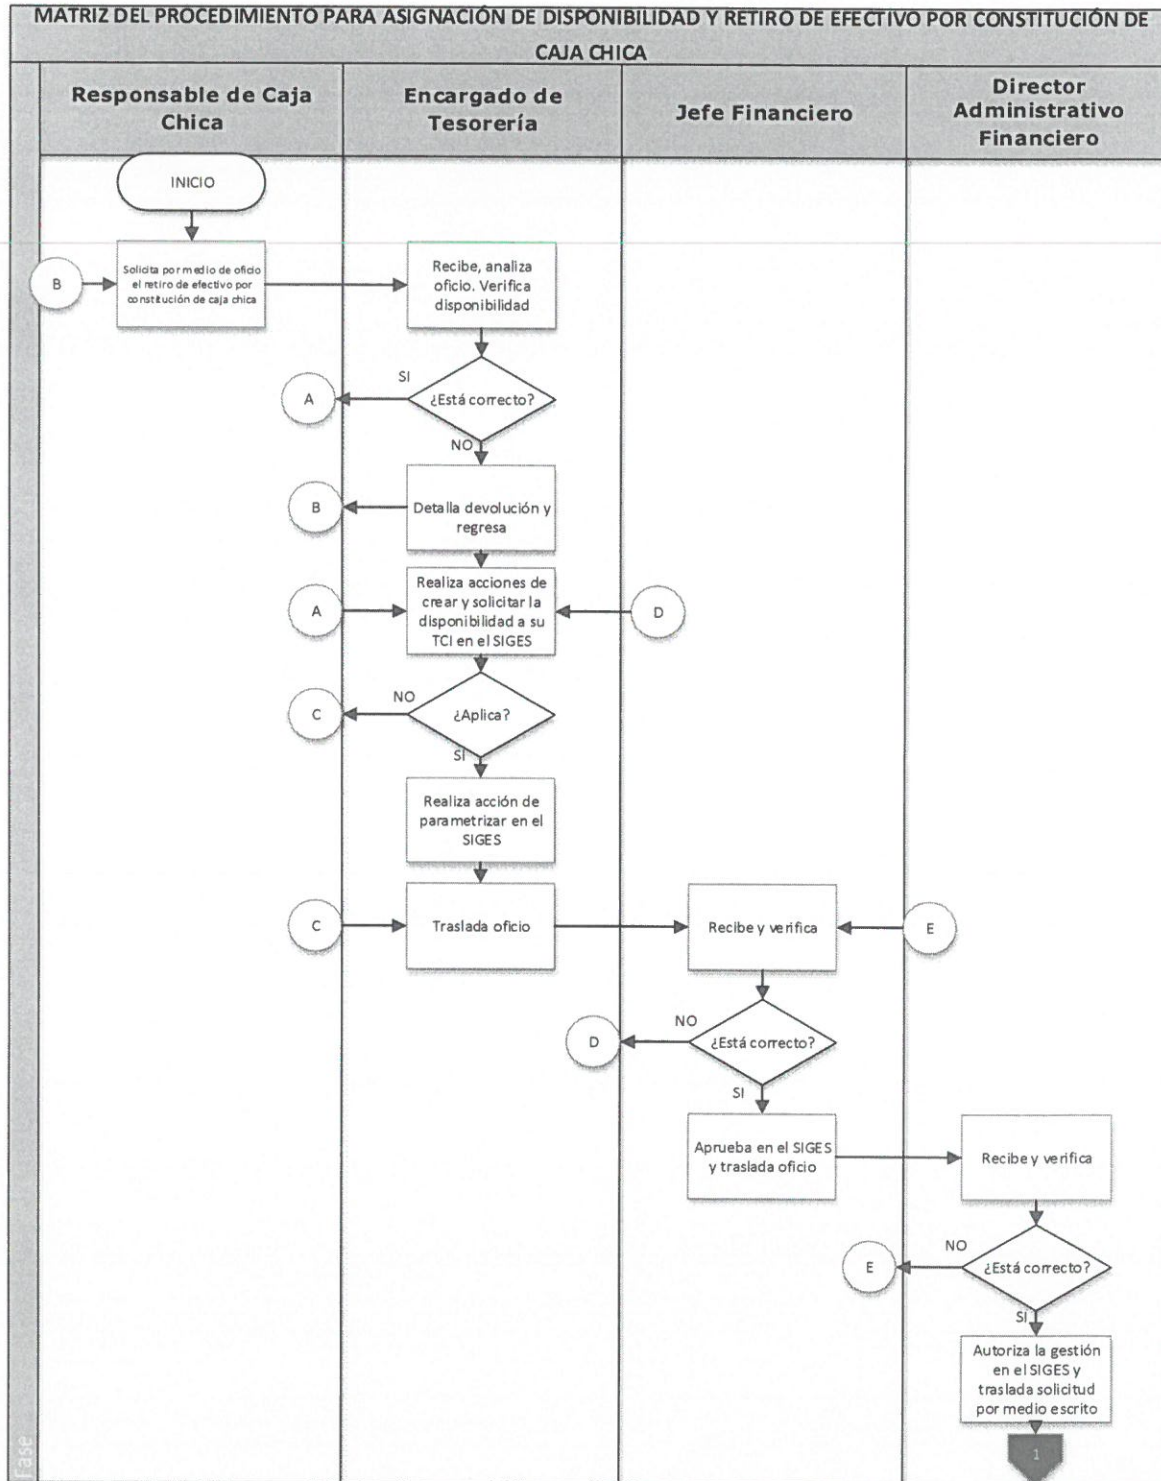 MATRIZ DEL PROCEDIMIENTO PARA ASIGNACIÓN DE DISPONIBILIDAD Y RETIRO DE EFECTIVO POR CONSTITUCIÓN DE
CAJA CHICA
Responsable de Caja
Chica
Encargado de
Tesorería
Jefe Financiero
Director
Administrativo
Financiero
INICIO
B
Solicita por medio de oficio
el retiro de efectivo por
constitución de caja chica
Recibe, analiza
oficio. Verifica
disponibilidad
SI
A
¿Está correcto?
NO
B
Detalla devolución y
regresa
A
Realiza acciones de
crear y solicitar la
disponibilidad a su
TCI en el SIGES
D
NO
C
¿Aplica?
SI
Realiza acción de
parametrizar en el
SIGES
C
Traslada oficio
Recibe y verifica
E
NO
D
¿Está correcto?
SI
Aprueba en el SIGES
y traslada oficio
Recibe y verifica
NO
E
¿Está correcto?
SI
Autoriza la gestión
en el SIGES y
traslada solicitud
por medio escrito
1
Fase